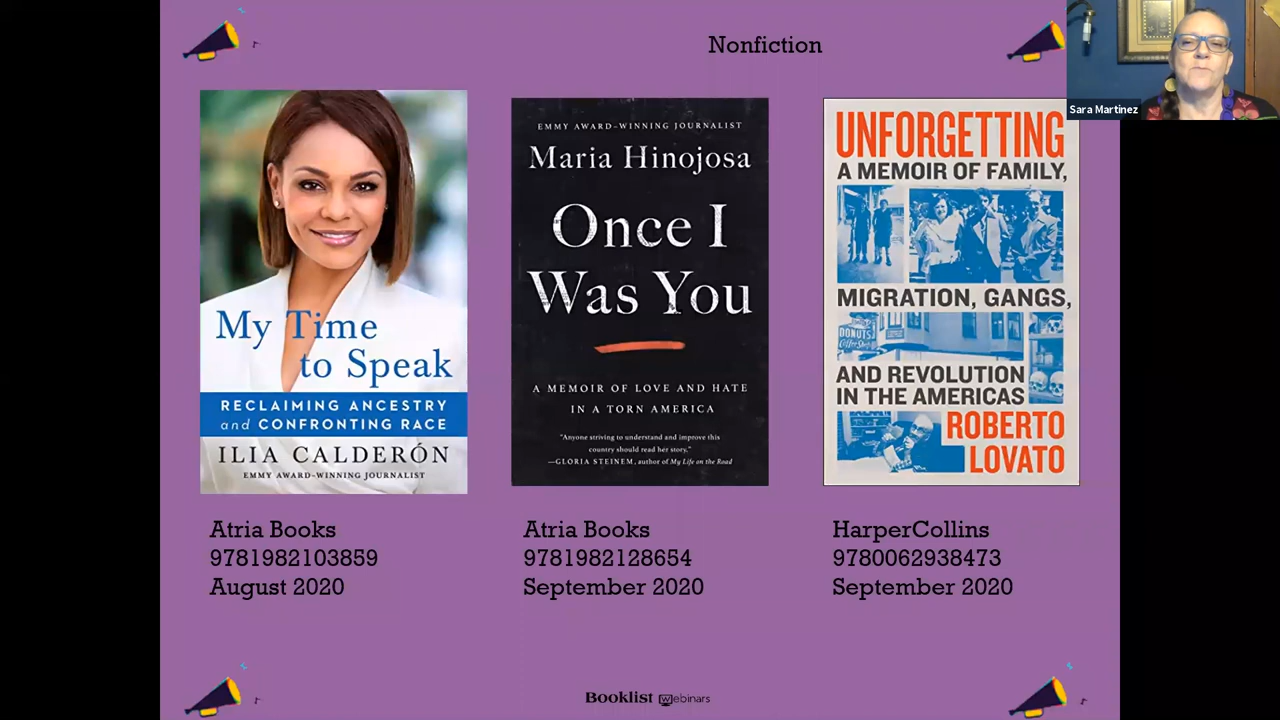 Nonfiction
Sara Martinez
My Time
to Speak
RECLAIMING ANCESTRY
and CONFRONTING RACE
ILIA CALDERÓN
EMMY AWARD–WINNING JOURNALIST
Atria Books
9781982103859
August 2020
EMMY AWARD–WINNING JOURNALIST
Maria Hinojosa
Once I
Was You
A MEMOIR OF LOVE AND HATE
IN A TORN AMERICA
"Anyone striving to understand and improve this
country should read her story."
—GLORIA STEINEM, author of My Life on the Road
Atria Books
9781982128654
September 2020
UNFORGETTING
A MEMOIR OF FAMILY,
MIGRATION, GANGS,
DONUTS
Coffee Shop
AND REVOLUTION
IN THE AMERICAS
ROBERTO
LOVATO
HarperCollins
9780062938473
September 2020
Booklist Webinars